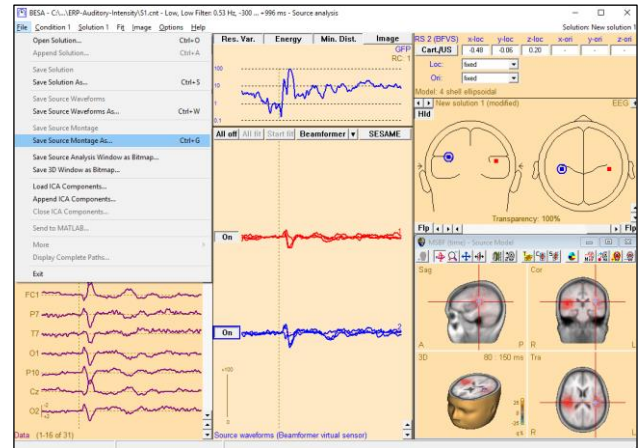 BESA - C:\...\ERP-Auditory-Intensity\S1.cnt - Low, Low Filter: 0.53 Hz, -300 ... +996 ms - Source analysis
File Condition 1 Solution 1 Fit Image Options Help
Solution: New solution 1
Open Solution... Ctrl+O
Append Solution... Ctrl+A
Save Solution
Save Solution As... Ctrl+S
Save Source Waveforms
Save Source Waveforms As... Ctrl+W
Save Source Montage
Save Source Montage As... Ctrl+G
Save Source Analysis Window as Bitmap...
Save 3D Window as Bitmap...
Load ICA Components...
Append ICA Components...
Close ICA Components...
Send to MATLAB...
More
Display Complete Paths...
Exit
FC1
P7
T7
O1
P10
Cz
O2
Data (1-16 of 31)
Res. Var. Energy Min. Dist. Image
GFP
RC: 1
100
10
1
0.1
All off All fit Start fit Beamformer SESAME
On 1
On 2
+100
Source waveforms (Beamformer virtual sensor)
RS 2 (BFVS) x-loc y-loc z-loc x-ori y-ori z-ori
Cart./US -0.48 -0.06 0.20 - - -
Loc: fixed
Ori: fixed
Model: 4 shell ellipsoidal
New solution 1 (modified) EEG
Hld
Transparency: 100%
Flp Flp
MSBF (time) - Source Mode
Sag Cor
A P R L
3D 80 : 150 ms Tra
R L